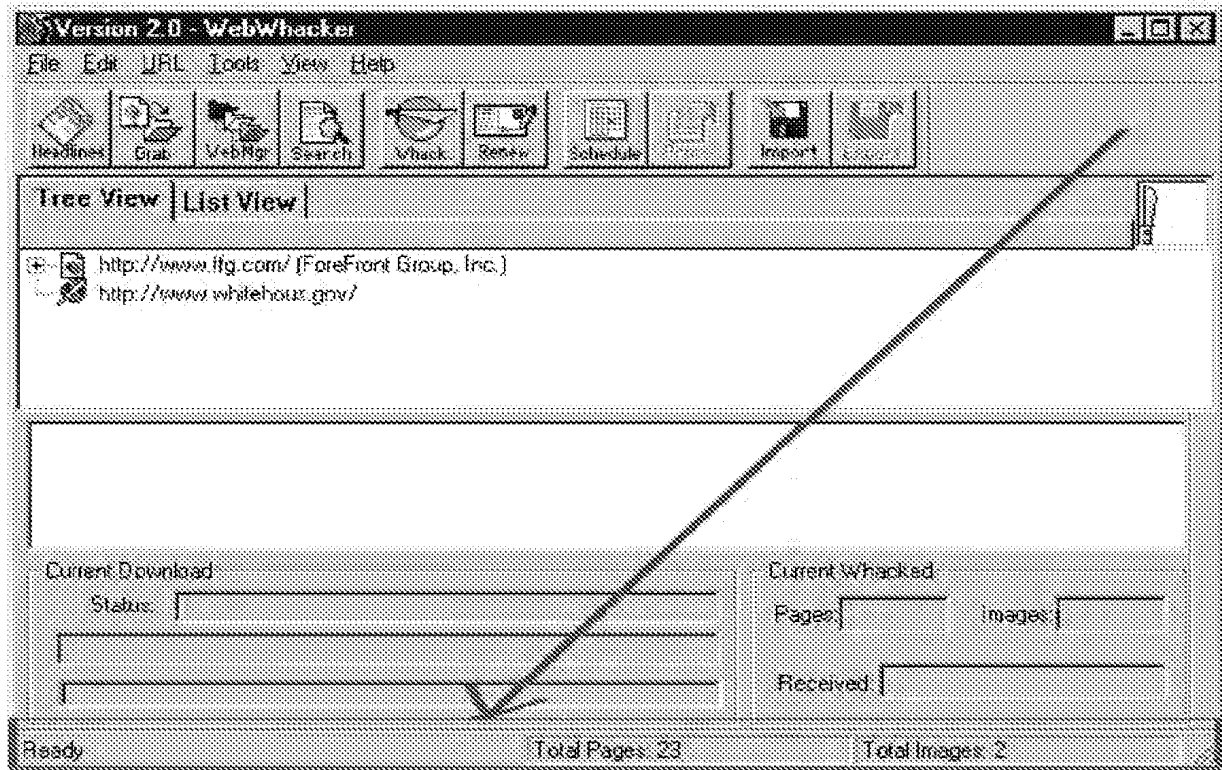 Version 2.0 - WebWhacker
File Edit URL Tools View Help
Headlines Grab WebMgr Search Whack Renew Schedule Import
Tree View List View
http://www.ffg.com/ [ForeFront Group, Inc.]
http://www.whitehous.gov/
Current Download
Current Whacked
Status:
Pages: Images:
Received:
Ready Total Pages: 23 Total Images: 2